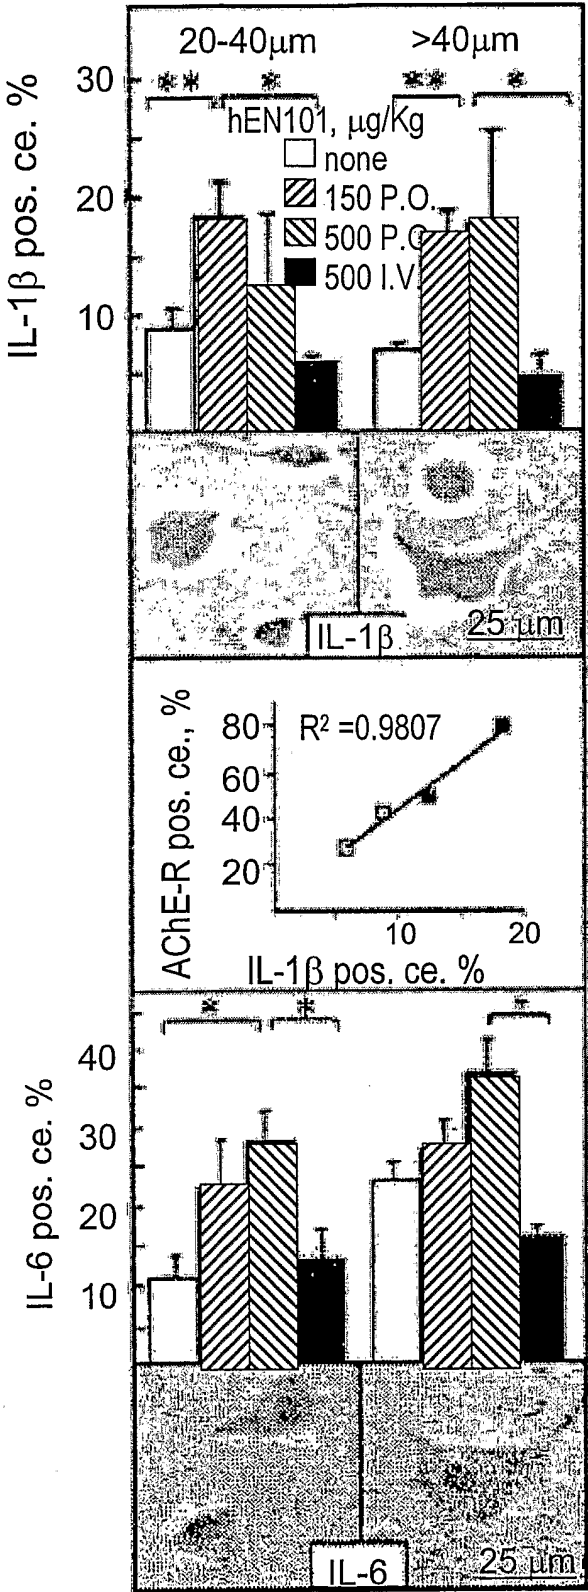 20-40µm >40µm
IL-1β pos. ce. %
30
20
10
** * ** *
hEN101, µg/Kg
none
150 P.O.
500 P.O
500 I.V
IL-1β
25 µm
AChE-R pos. ce., %
80
60
40
20
R² =0.9807
10 20
IL-1β pos. ce. %
* * *
IL-6 pos. ce. %
40
30
20
10
IL-6
25 µm